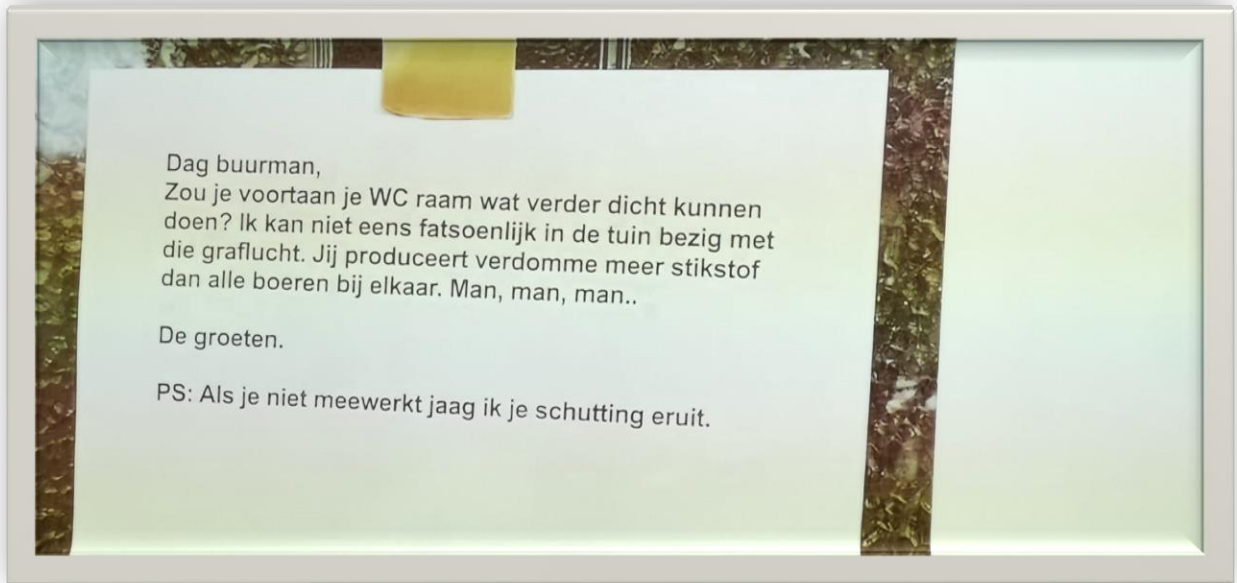 Dag buurman,
Zou je voortaan je WC raam wat verder dicht kunnen
doen? Ik kan niet eens fatsoenlijk in de tuin bezig met
die graflucht. Jij produceert verdomme meer stikstof
dan alle boeren bij elkaar. Man, man, man..
De groeten.
PS: Als je niet meewerkt jaag ik je schutting eruit.